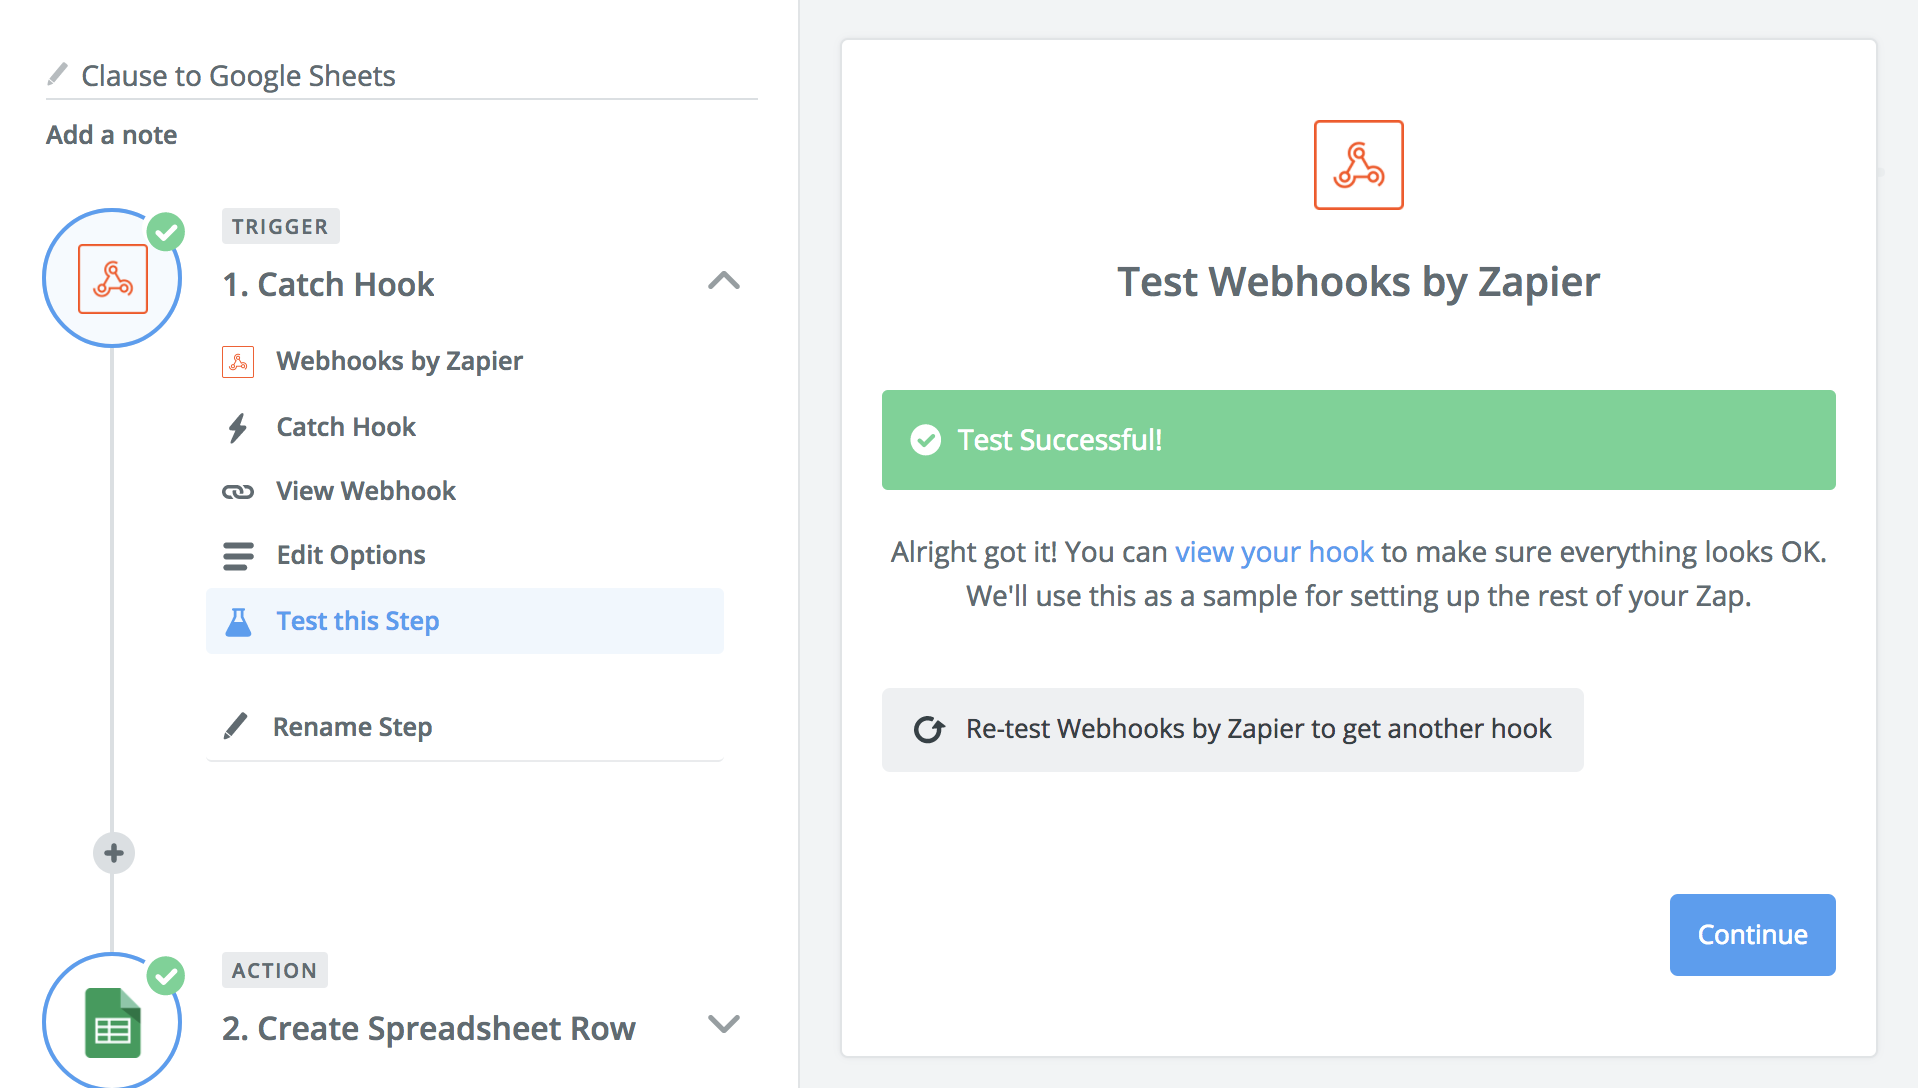 Clause to Google Sheets
Add a note
TRIGGER
1. Catch Hook
Webhooks by Zapier
Catch Hook
View Webhook
Edit Options
Test this Step
Rename Step
ACTION
2. Create Spreadsheet Row
Test Webhooks by Zapier
Test Successful!
Alright got it! You can view your hook to make sure everything looks OK.
We'll use this as a sample for setting up the rest of your Zap.
Re-test Webhooks by Zapier to get another hook
Continue